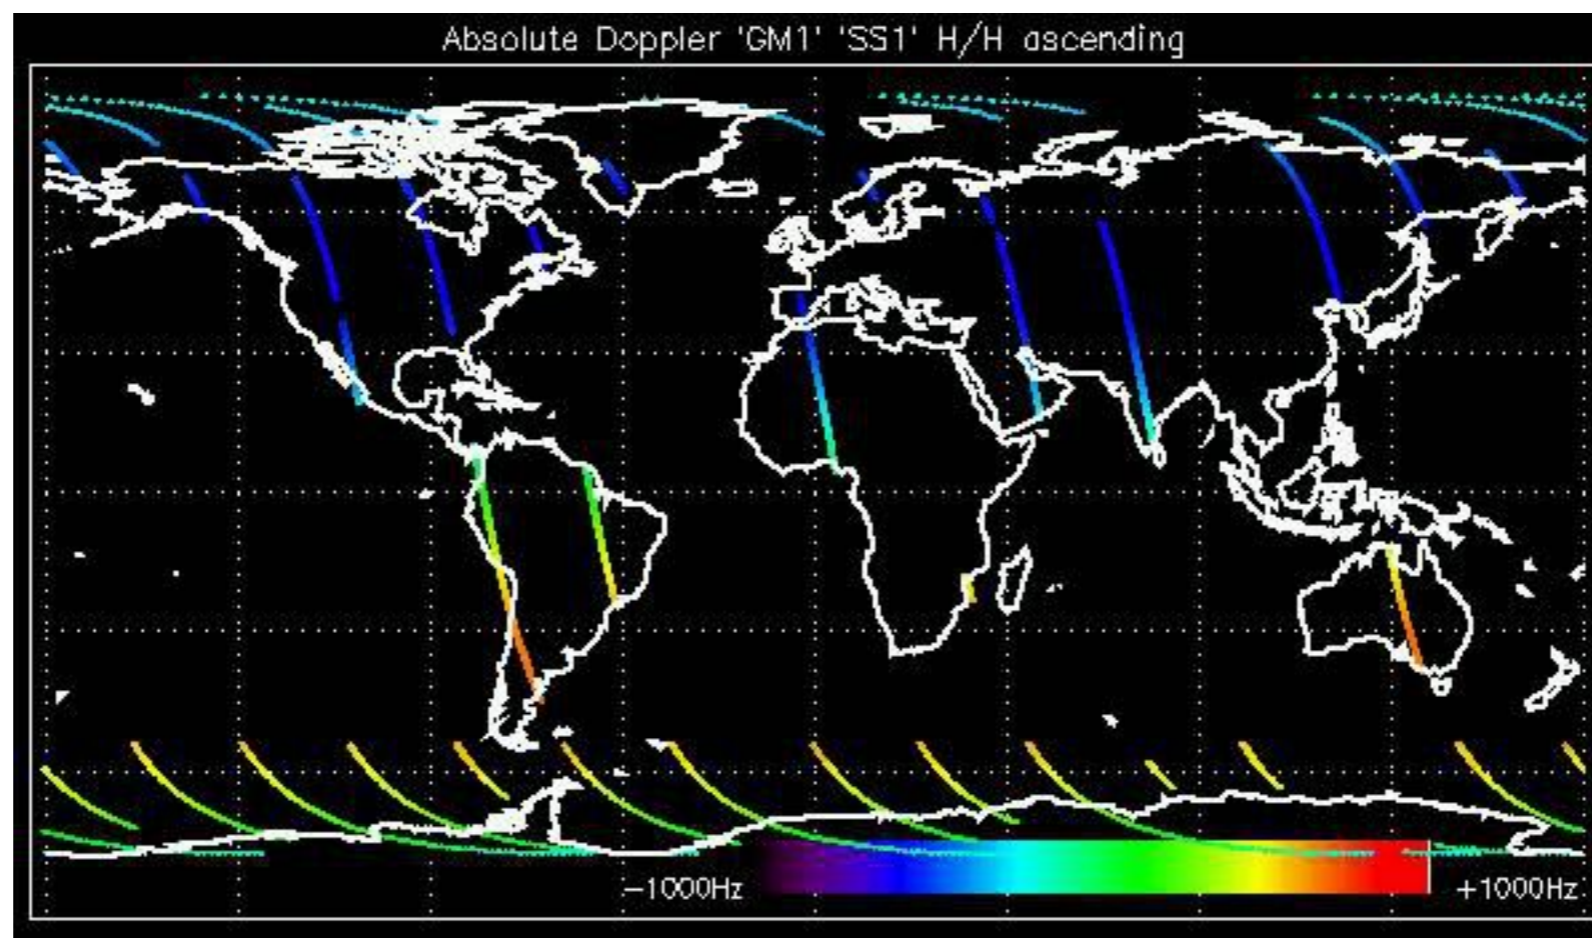 Absolute Doppler 'GM1' 'SS1' H/H ascending
−1000Hz
+1000Hz